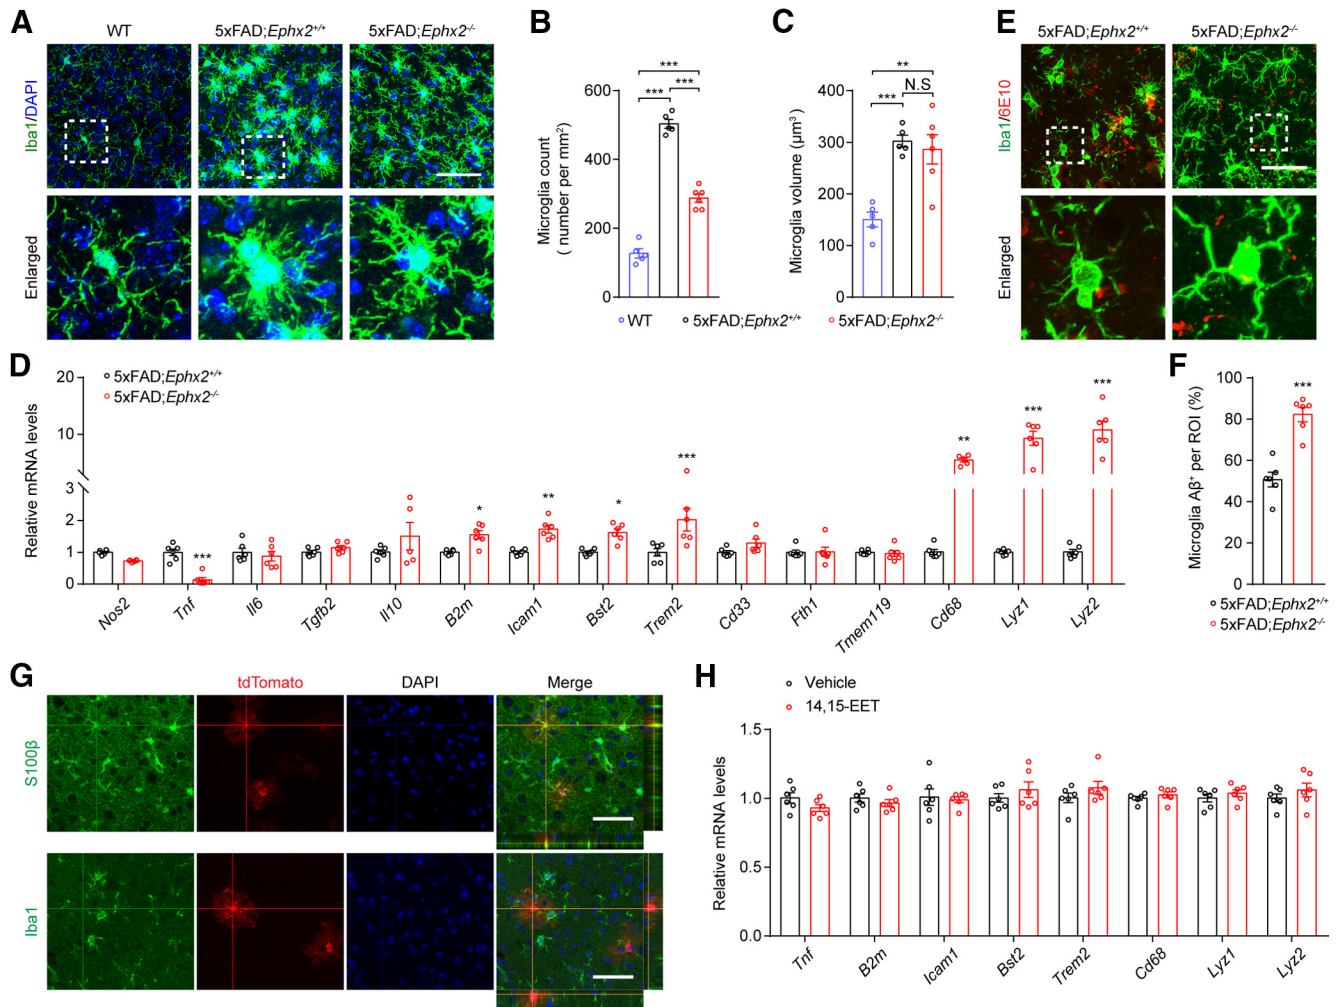 A
WT
5xFAD;Ephx2+/+
5xFAD;Ephx2-/-
Iba1/DAPI
Enlarged
B
Microglia count
( number per mm²)
600
400
200
0
***
***
***
C
Microglia volume (µm³)
400
300
200
100
0
**
***
N.S
WT
5xFAD;Ephx2+/+
5xFAD;Ephx2-/-
E
5xFAD;Ephx2+/+
5xFAD;Ephx2-/-
Iba1/6E10
Enlarged
D
5xFAD;Ephx2+/+
5xFAD;Ephx2-/-
Relative mRNA levels
20
10
3
2
1
0
***
*
**
*
***
**
***
***
Nos2
Tnf
Il6
Tgfb2
Il10
B2m
Icam1
Bst2
Trem2
Cd33
Fth1
Tmem119
Cd68
Lyz1
Lyz2
F
Microglia Aβ+ per ROI (%)
100
80
60
40
20
0
***
5xFAD;Ephx2+/+
5xFAD;Ephx2-/-
G
tdTomato
DAPI
Merge
S100β
Iba1
H
Vehicle
14,15-EET
Relative mRNA levels
1.5
1.0
0.5
0.0
Tnf
B2m
Icam1
Bst2
Trem2
Cd68
Lyz1
Lyz2